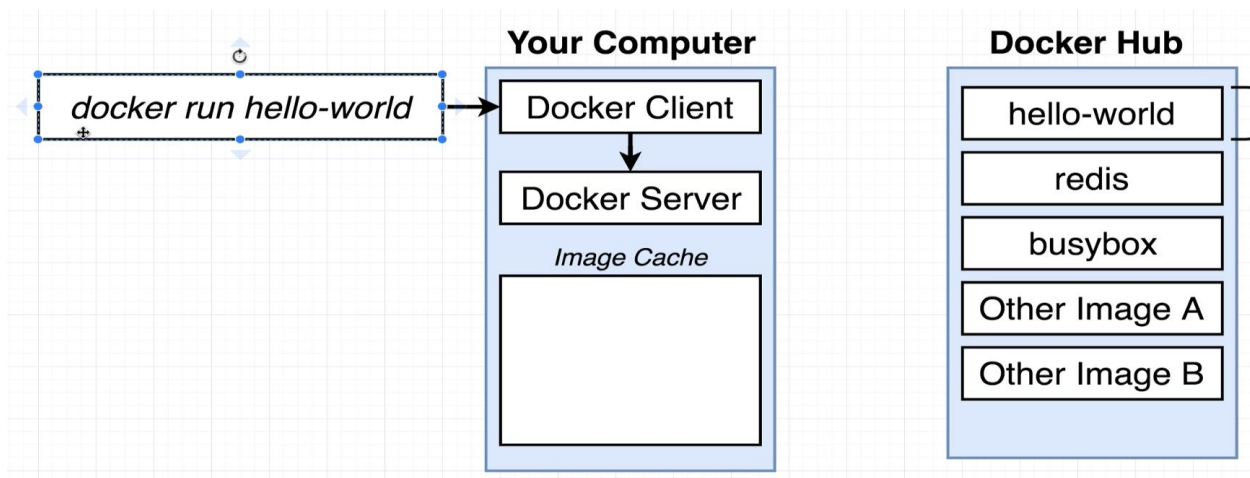 Your Computer
Docker Hub
docker run hello-world
Docker Client
Docker Server
Image Cache
hello-world
redis
busybox
Other Image A
Other Image B